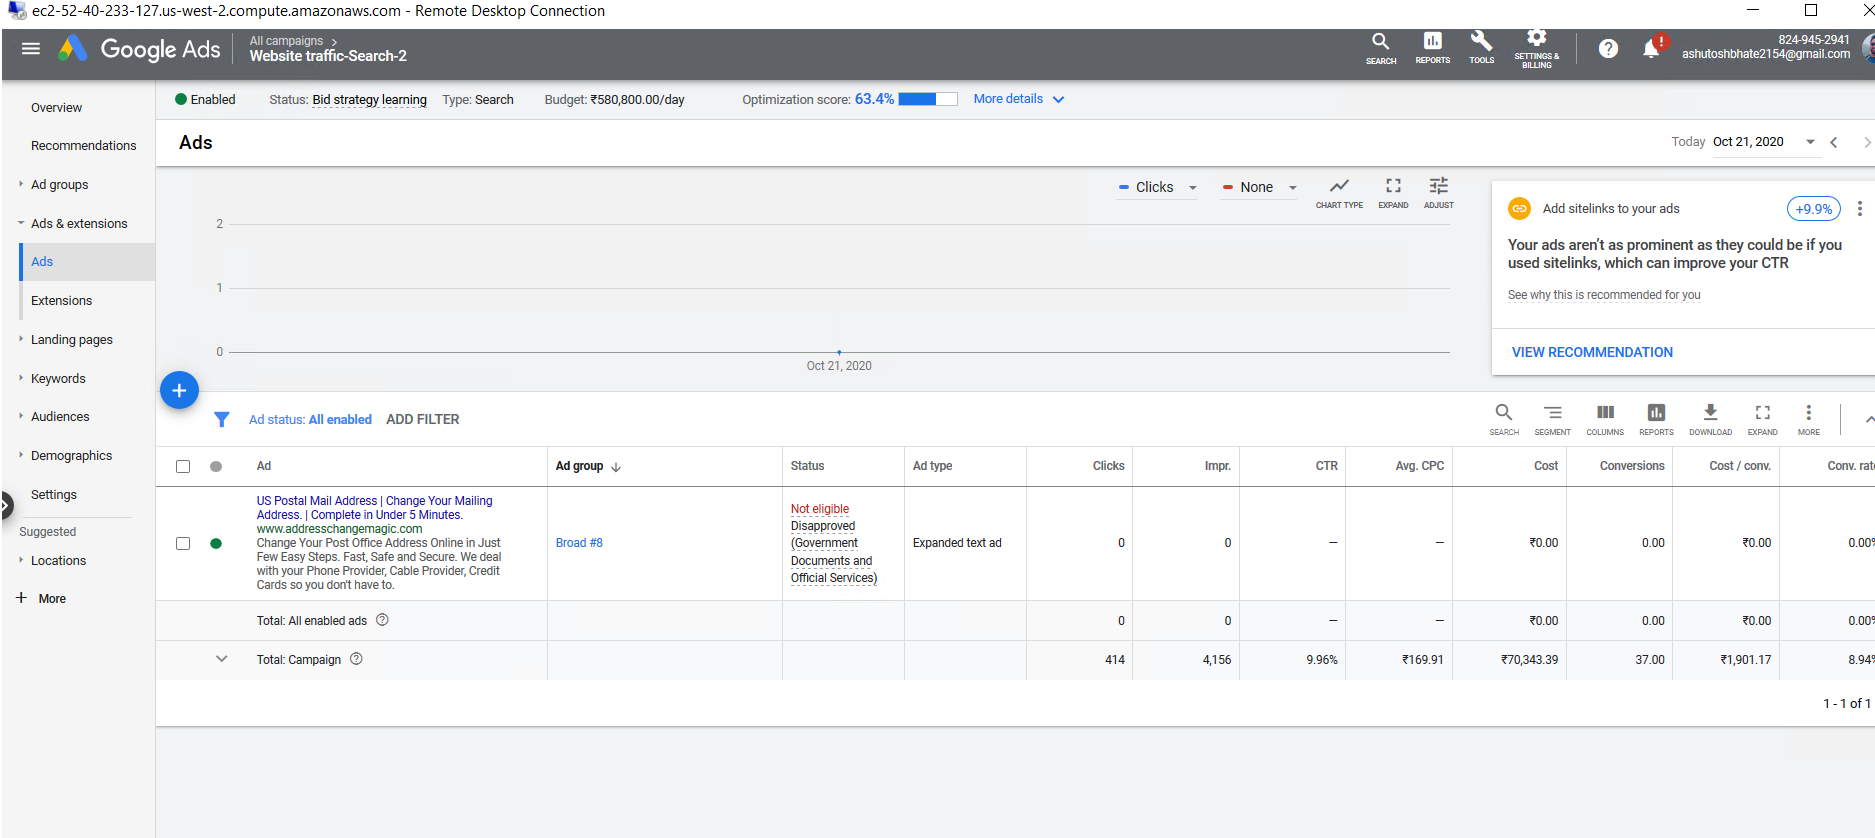 ec2-52-40-233-127.us-west-2.compute.amazonaws.com - Remote Desktop Connection
Google Ads
All campaigns
Website traffic-Search-2
SEARCH
REPORTS
TOOLS
SETTINGS &
BILLING
?
!
824-945-2941
ashutoshbhate2154@gmail.com
Overview
Recommendations
Ad groups
Ads & extensions
Ads
Extensions
Landing pages
Keywords
Audiences
Demographics
Settings
Suggested
Locations
+ More
Enabled
Status: Bid strategy learning
Type: Search
Budget: ₹580,800.00/day
Optimization score: 63.4%
More details
Ads
Today Oct 21, 2020
Clicks
None
CHART TYPE
EXPAND
ADJUST
2
1
0
Oct 21, 2020
Add sitelinks to your ads
+9.9%
Your ads aren’t as prominent as they could be if you
used sitelinks, which can improve your CTR
See why this is recommended for you
VIEW RECOMMENDATION
+
Ad status: All enabled
ADD FILTER
SEARCH
SEGMENT
COLUMNS
REPORTS
DOWNLOAD
EXPAND
MORE
Ad
Ad group
Status
Ad type
Clicks
Impr.
CTR
Avg. CPC
Cost
Conversions
Cost / conv.
Conv. rate
US Postal Mail Address | Change Your Mailing
Address. | Complete in Under 5 Minutes.
www.addresschangemagic.com
Change Your Post Office Address Online in Just
Few Easy Steps. Fast, Safe and Secure. We deal
with your Phone Provider, Cable Provider, Credit
Cards so you don't have to.
Broad #8
Not eligible
Disapproved
(Government
Documents and
Official Services)
Expanded text ad
0
0
—
—
₹0.00
0.00
₹0.00
0.00%
Total: All enabled ads ?
0
0
—
—
₹0.00
0.00
₹0.00
0.00%
Total: Campaign ?
414
4,156
9.96%
₹169.91
₹70,343.39
37.00
₹1,901.17
8.94%
1 - 1 of 1